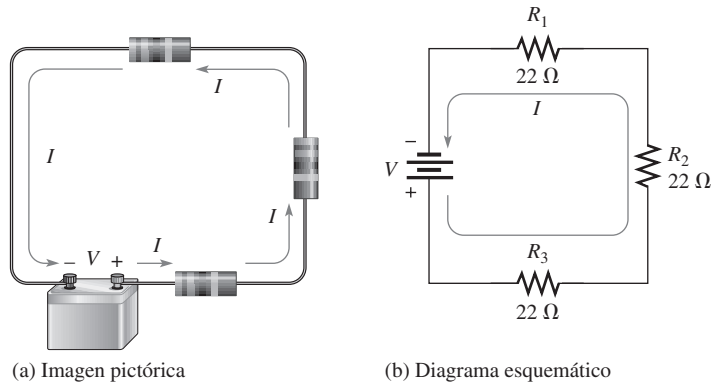 I
I
I
− V + I
(a) Imagen pictórica
R1
22 Ω
I
−
V
+
R2
22 Ω
R3
22 Ω
(b) Diagrama esquemático